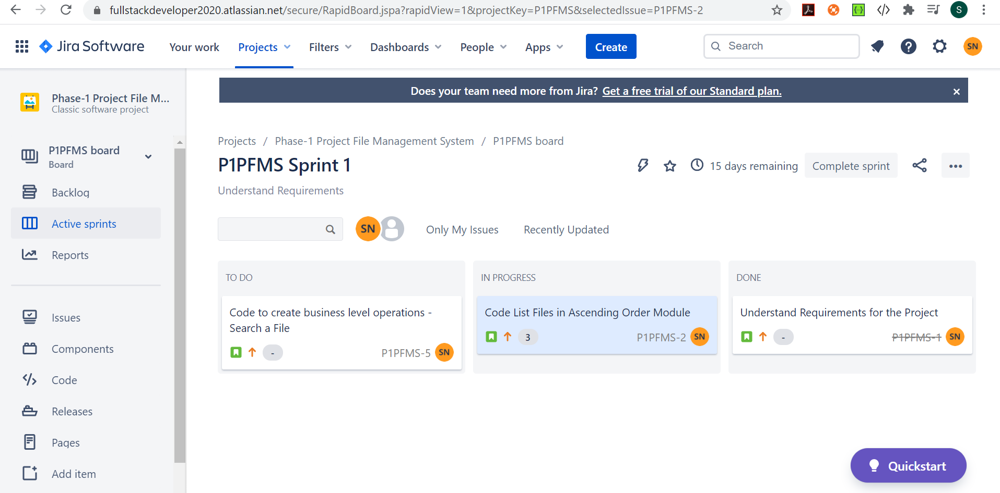 fullstackdeveloper2020.atlassian.net/secure/RapidBoard.jspa?rapidView=1&projectKey=P1PFMS&selectedIssue=P1PFMS-2
S
Jira Software
Your work
Projects
Filters
Dashboards
People
Apps
Create
Search
SN
Phase-1 Project File M...
Classic software project
P1PFMS board
Board
Backlog
Active sprints
Reports
Issues
Components
Code
Releases
Pages
Add item
Does your team need more from Jira? Get a free trial of our Standard plan.
Projects / Phase-1 Project File Management System / P1PFMS board
P1PFMS Sprint 1
15 days remaining
Complete sprint
Understand Requirements
SN
Only My Issues
Recently Updated
TO DO
Code to create business level operations -
Search a File
-
P1PFMS-5
SN
IN PROGRESS
Code List Files in Ascending Order Module
3
P1PFMS-2
SN
DONE
Understand Requirements for the Project
-
P1PFMS-1
SN
Quickstart